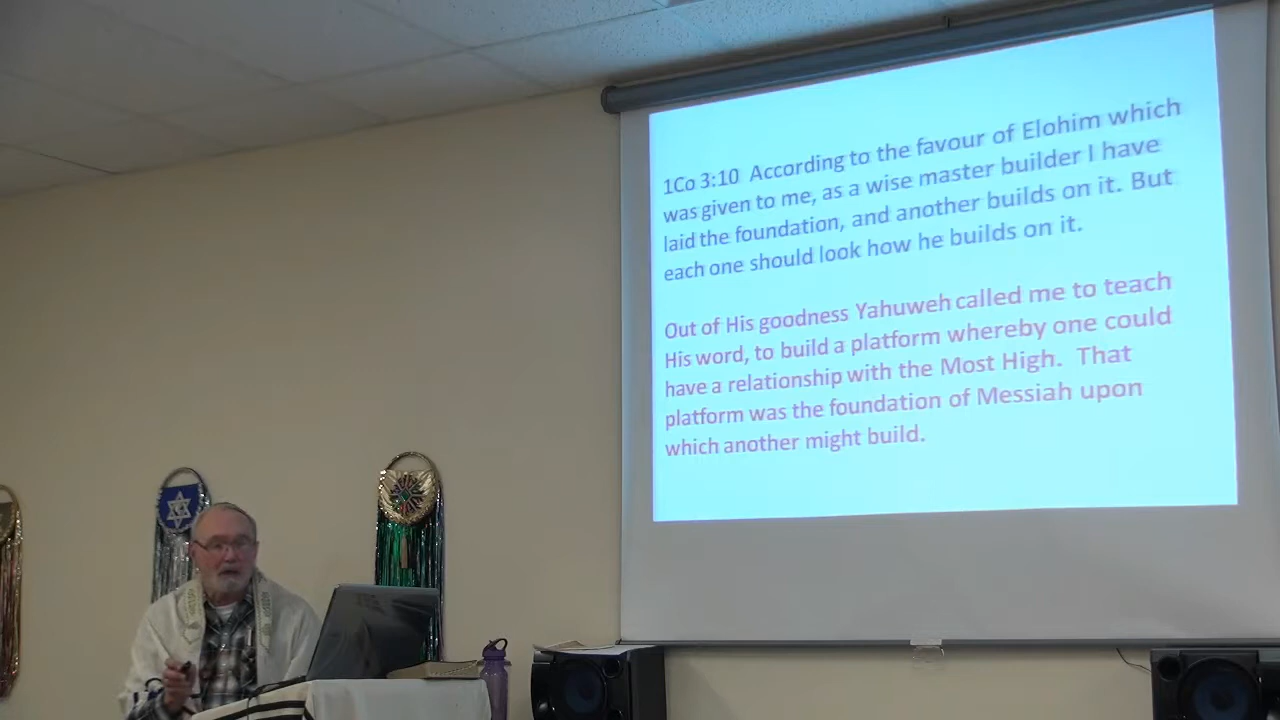 1Co 3:10 According to the favour of Elohim which
was given to me, as a wise master builder I have
laid the foundation, and another builds on it. But
each one should look how he builds on it.
Out of His goodness Yahuweh called me to teach
His word, to build a platform whereby one could
have a relationship with the Most High. That
platform was the foundation of Messiah upon
which another might build.